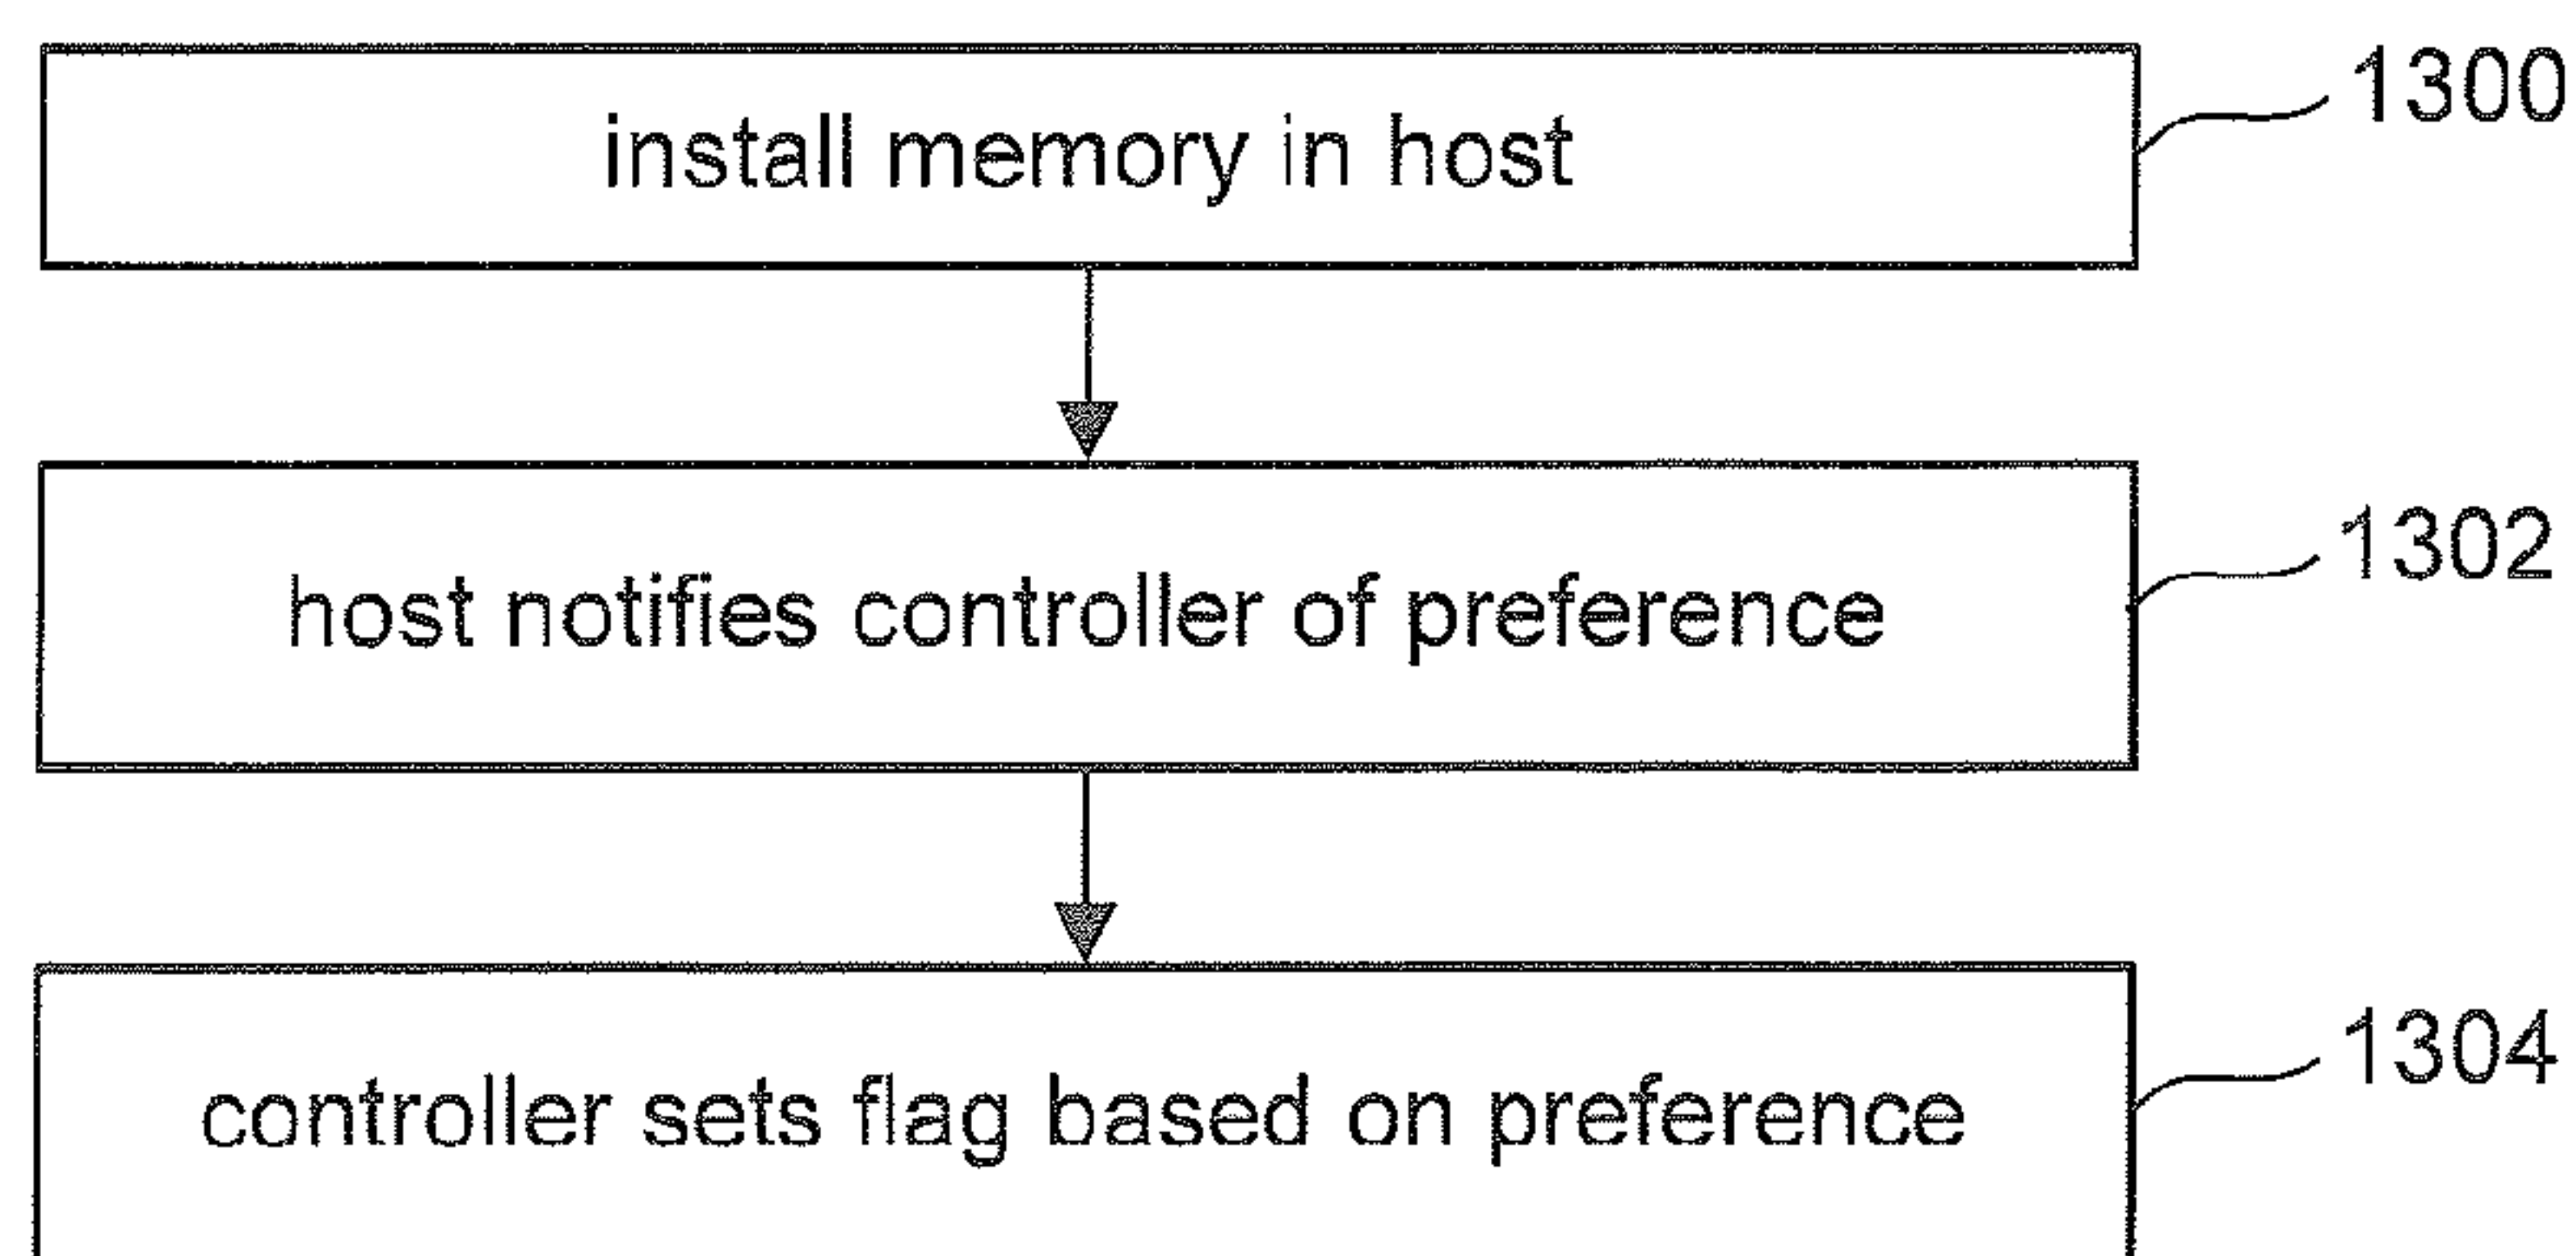 install memory in host
1300
host notifies controller of preference
1302
controller sets flag based on preference
1304